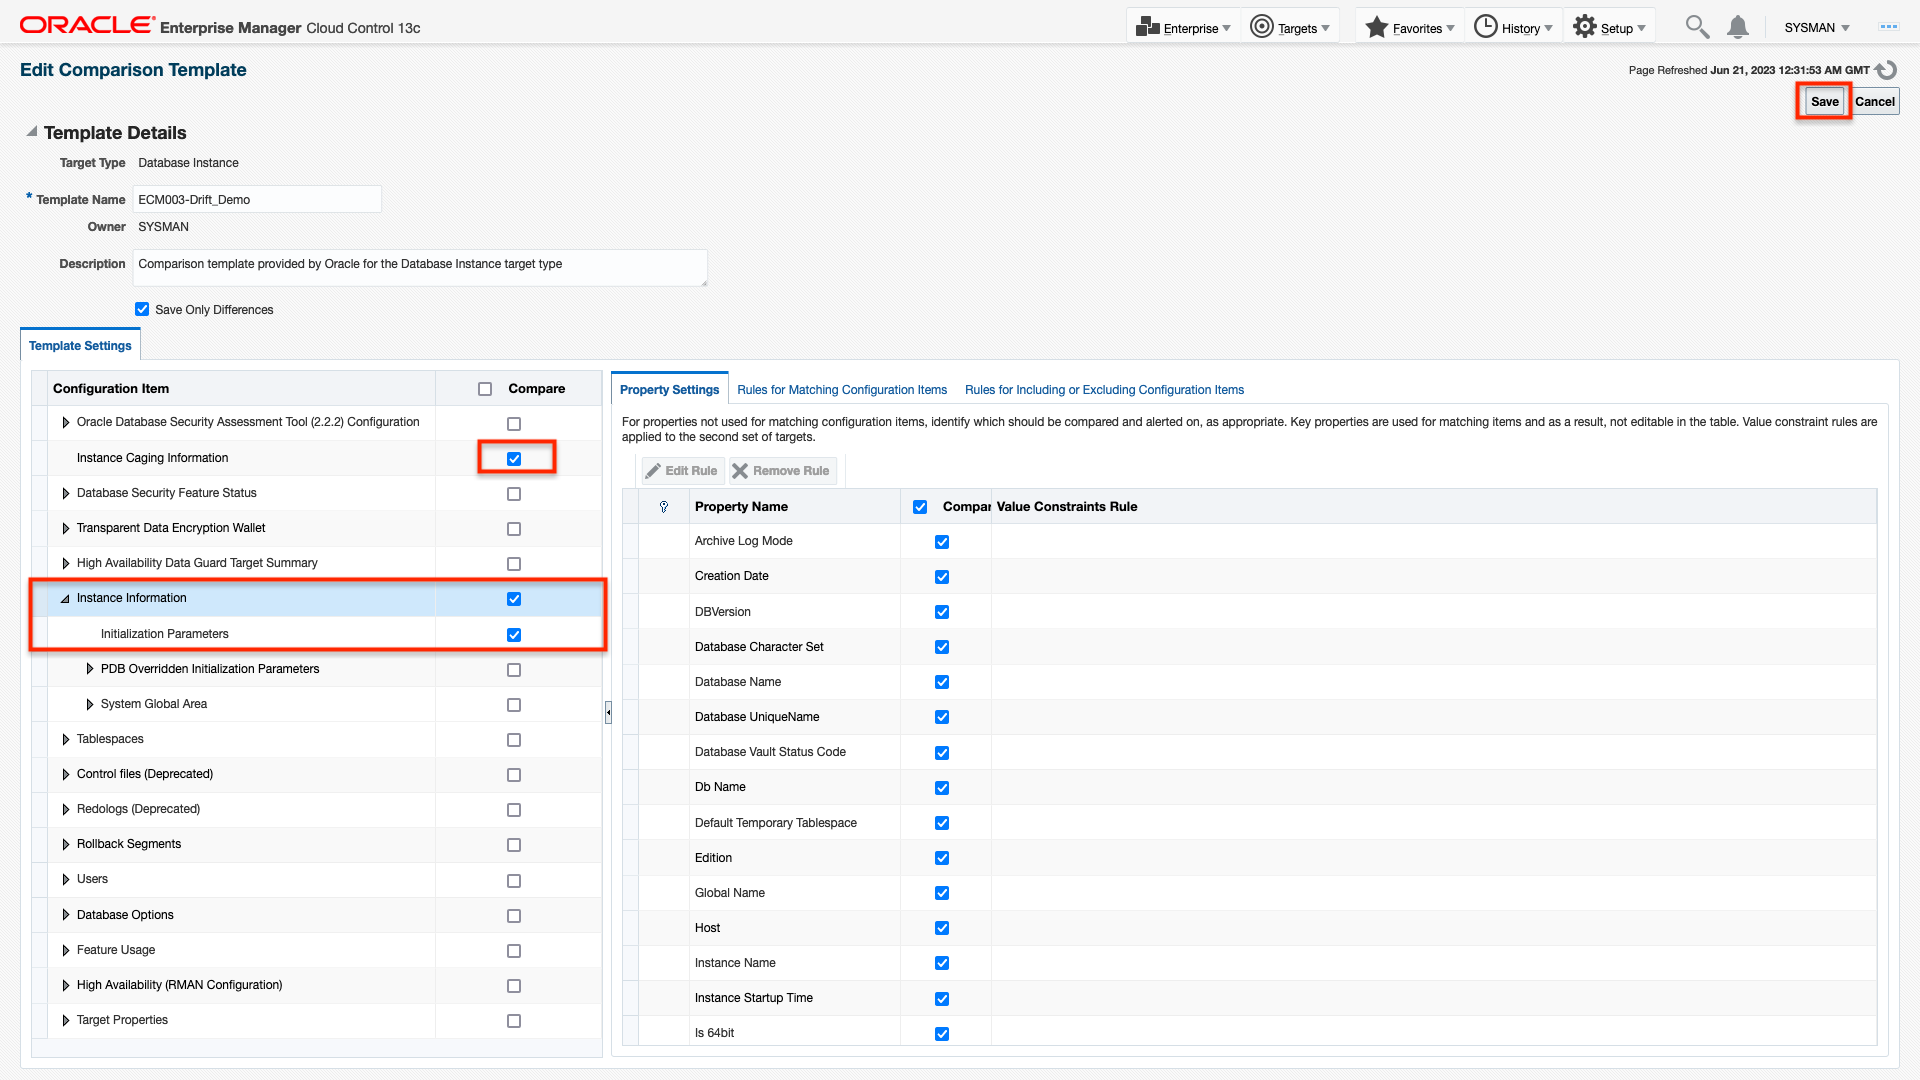 ORACLE Enterprise Manager Cloud Control 13c
Enterprise
Targets
Favorites
History
Setup
SYSMAN
Edit Comparison Template
Page Refreshed Jun 21, 2023 12:31:53 AM GMT
Save
Cancel
Template Details
Target Type Database Instance
* Template Name ECM003-Drift_Demo
Owner SYSMAN
Description Comparison template provided by Oracle for the Database Instance target type
Save Only Differences
Template Settings
Configuration Item Compare
Oracle Database Security Assessment Tool (2.2.2) Configuration
Instance Caging Information
Database Security Feature Status
Transparent Data Encryption Wallet
High Availability Data Guard Target Summary
Instance Information
Initialization Parameters
PDB Overridden Initialization Parameters
System Global Area
Tablespaces
Control files (Deprecated)
Redologs (Deprecated)
Rollback Segments
Users
Database Options
Feature Usage
High Availability (RMAN Configuration)
Target Properties
Property Settings
Rules for Matching Configuration Items
Rules for Including or Excluding Configuration Items
For properties not used for matching configuration items, identify which should be compared and alerted on, as appropriate. Key properties are used for matching items and as a result, not editable in the table. Value constraint rules are
applied to the second set of targets.
Edit Rule
Remove Rule
Property Name Compar Value Constraints Rule
Archive Log Mode
Creation Date
DBVersion
Database Character Set
Database Name
Database UniqueName
Database Vault Status Code
Db Name
Default Temporary Tablespace
Edition
Global Name
Host
Instance Name
Instance Startup Time
Is 64bit